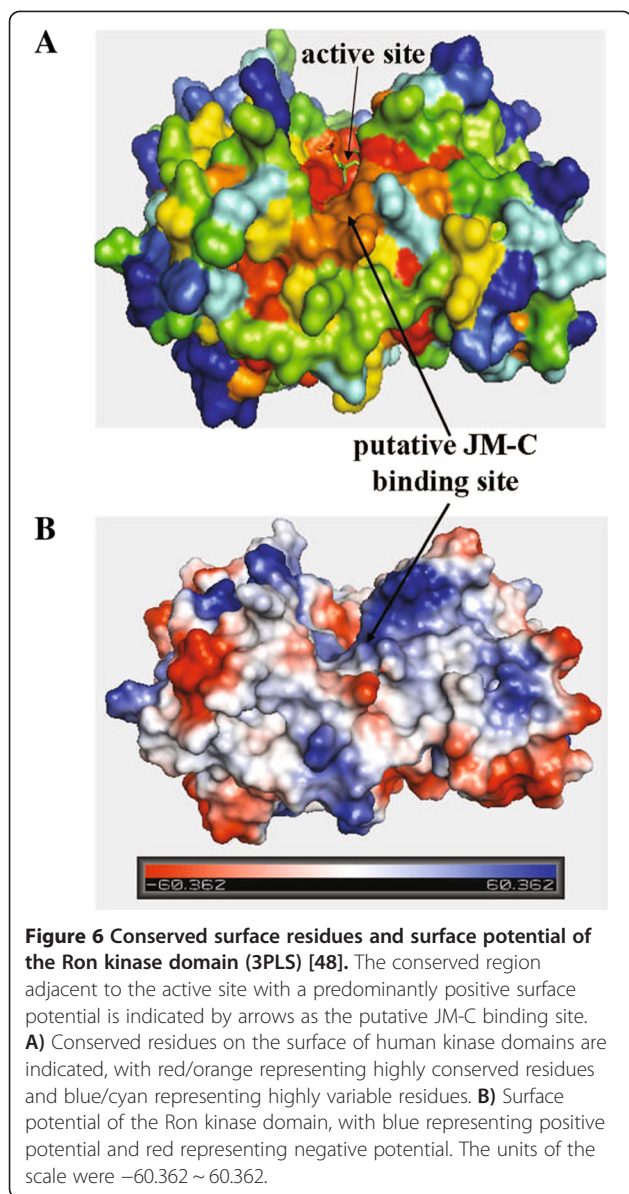 A
active site
putative JM-C
binding site
B
-60.362
60.362
Figure 6 Conserved surface residues and surface potential of
the Ron kinase domain (3PLS) [48]. The conserved region
adjacent to the active site with a predominantly positive surface
potential is indicated by arrows as the putative JM-C binding site.
A) Conserved residues on the surface of human kinase domains are
indicated, with red/orange representing highly conserved residues
and blue/cyan representing highly variable residues. B) Surface
potential of the Ron kinase domain, with blue representing positive
potential and red representing negative potential. The units of the
scale were −60.362 ~ 60.362.